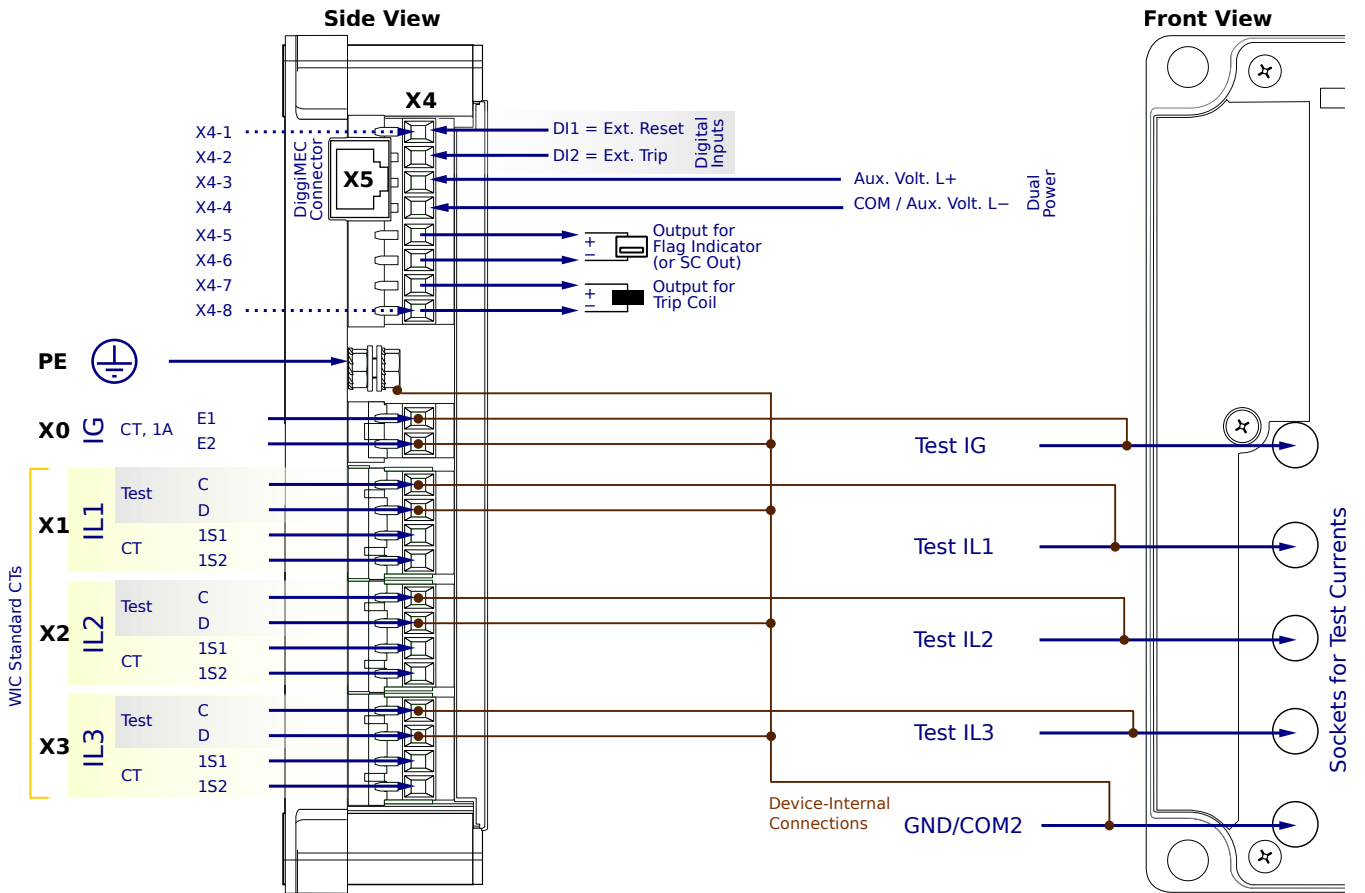 Side View
Front View
X4
X4-1
X4-2
X4-3
X4-4
X4-5
X4-6
X4-7
X4-8
DiggiMEC
Connector
X5
DI1 = Ext. Reset
DI2 = Ext. Trip
Digital
Inputs
Aux. Volt. L+
COM / Aux. Volt. L−
Dual
Power
+
−
Output for
Flag Indicator
(or SC Out)
+
−
Output for
Trip Coil
PE
X0
IG
CT, 1A
E1
E2
Test IG
WIC Standard CTs
X1
IL1
Test
C
D
CT
1S1
1S2
Test IL1
X2
IL2
Test
C
D
CT
1S1
1S2
Test IL2
X3
IL3
Test
C
D
CT
1S1
1S2
Test IL3
Device-Internal
Connections
GND/COM2
Sockets for Test Currents